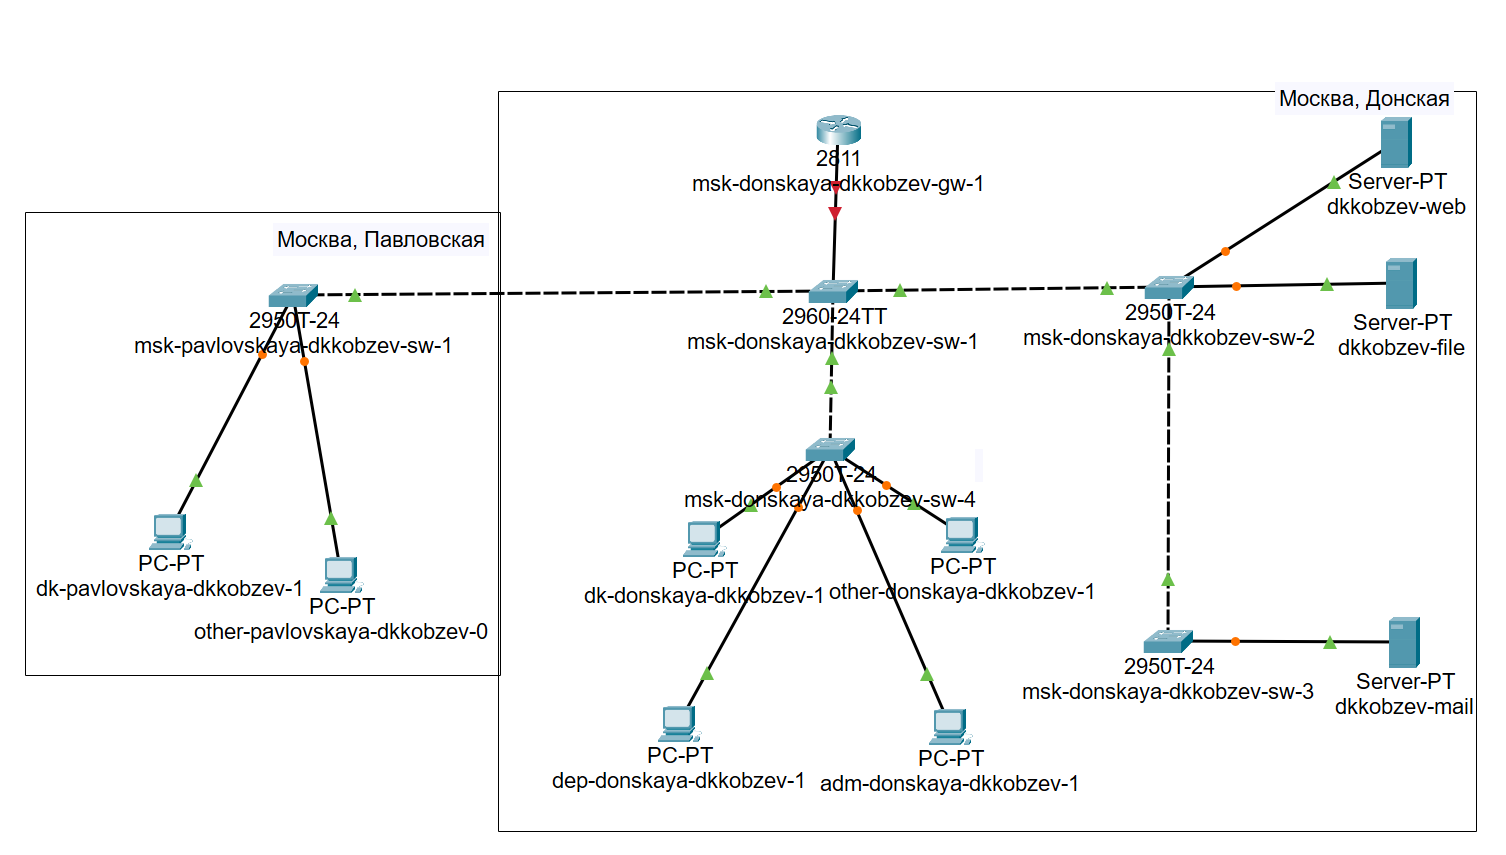 Москва, Донская
2811
msk-donskaya-dkkobzev-gw-1
Server-PT
dkkobzev-web
Москва, Павловская
2950T-24
msk-pavlovskaya-dkkobzev-sw-1
2960-24TT
msk-donskaya-dkkobzev-sw-1
2950T-24
msk-donskaya-dkkobzev-sw-2
Server-PT
dkkobzev-file
2950T-24
msk-donskaya-dkkobzev-sw-4
PC-PT
dk-pavlovskaya-dkkobzev-1
PC-PT
other-pavlovskaya-dkkobzev-0
PC-PT
dk-donskaya-dkkobzev-1
PC-PT
other-donskaya-dkkobzev-1
2950T-24
msk-donskaya-dkkobzev-sw-3
Server-PT
dkkobzev-mail
PC-PT
dep-donskaya-dkkobzev-1
PC-PT
adm-donskaya-dkkobzev-1